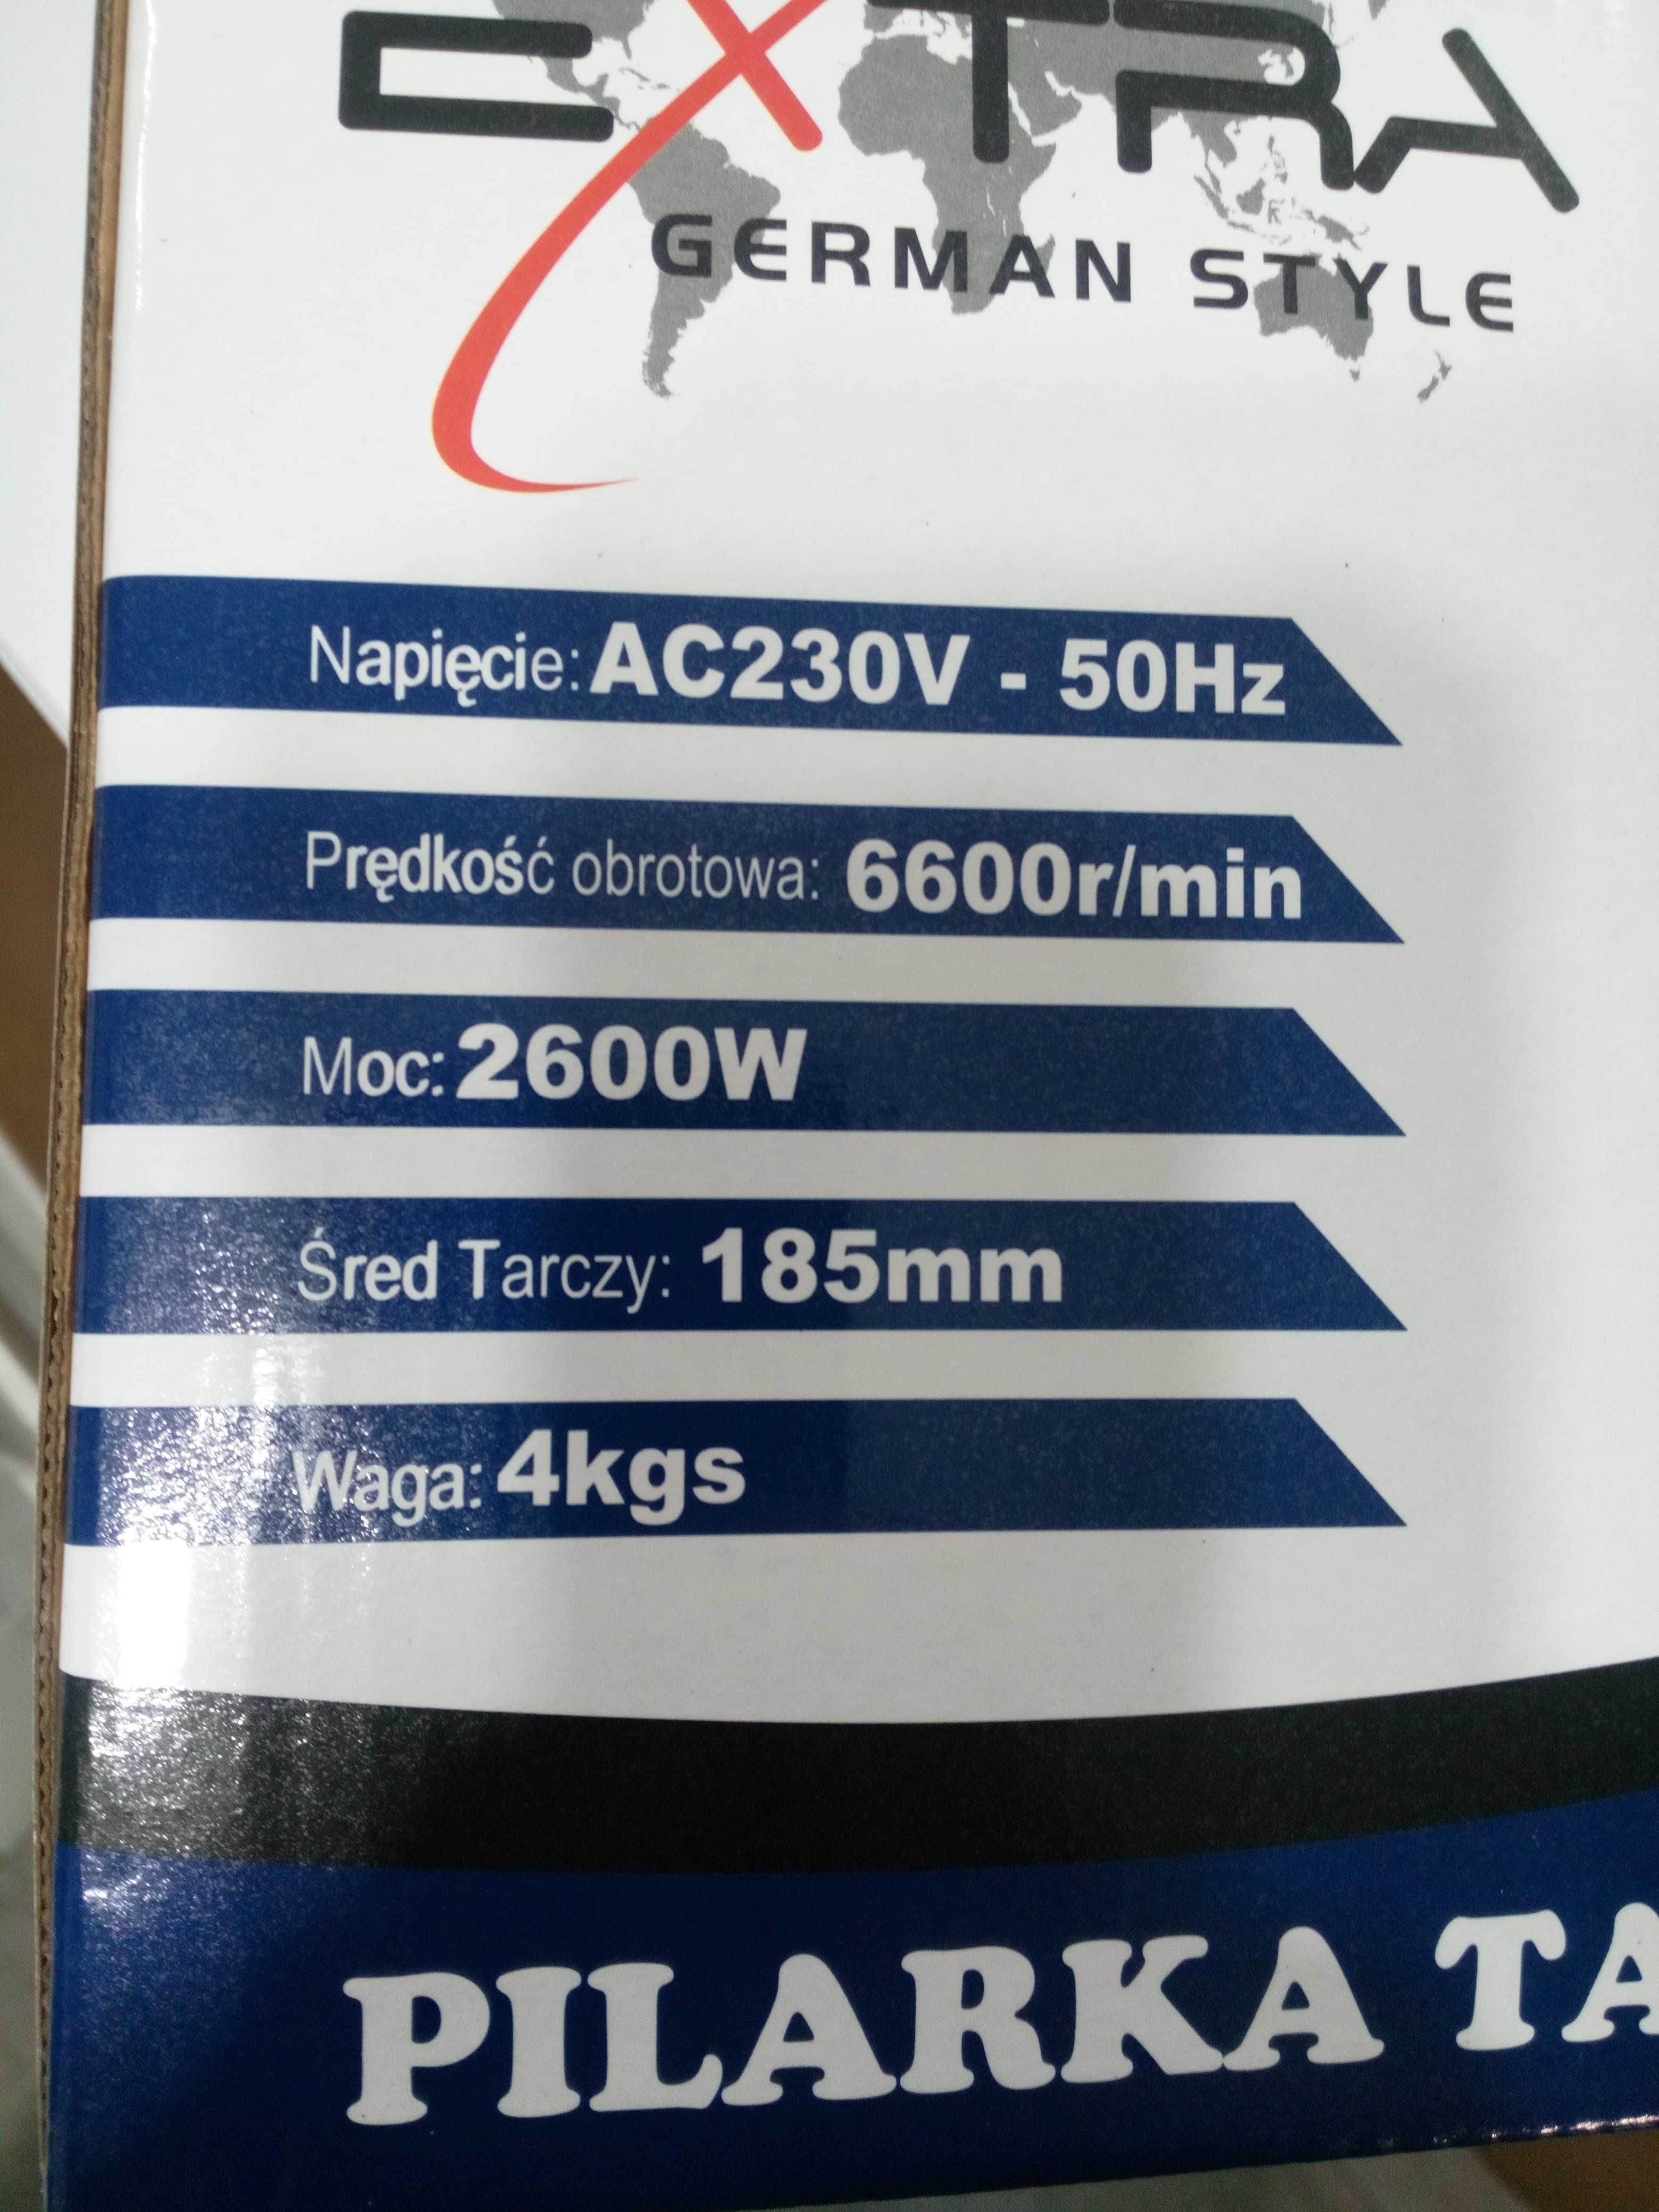 EXTRA
GERMAN STYLE
Napięcie: AC230V - 50Hz
Prędkość obrotowa: 6600r/min
Moc: 2600W
Śred Tarczy: 185mm
Waga: 4kgs
PILARKA TA